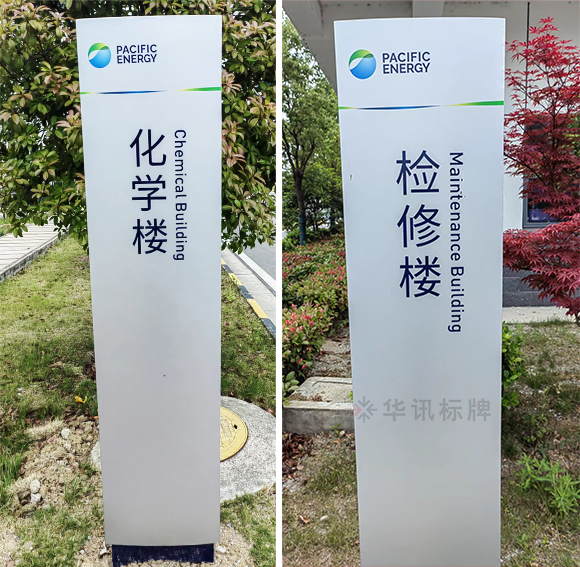 PACIFIC
ENERGY
化学楼
Chemical Building
PACIFIC
ENERGY
检修楼
Maintenance Building
华讯标牌